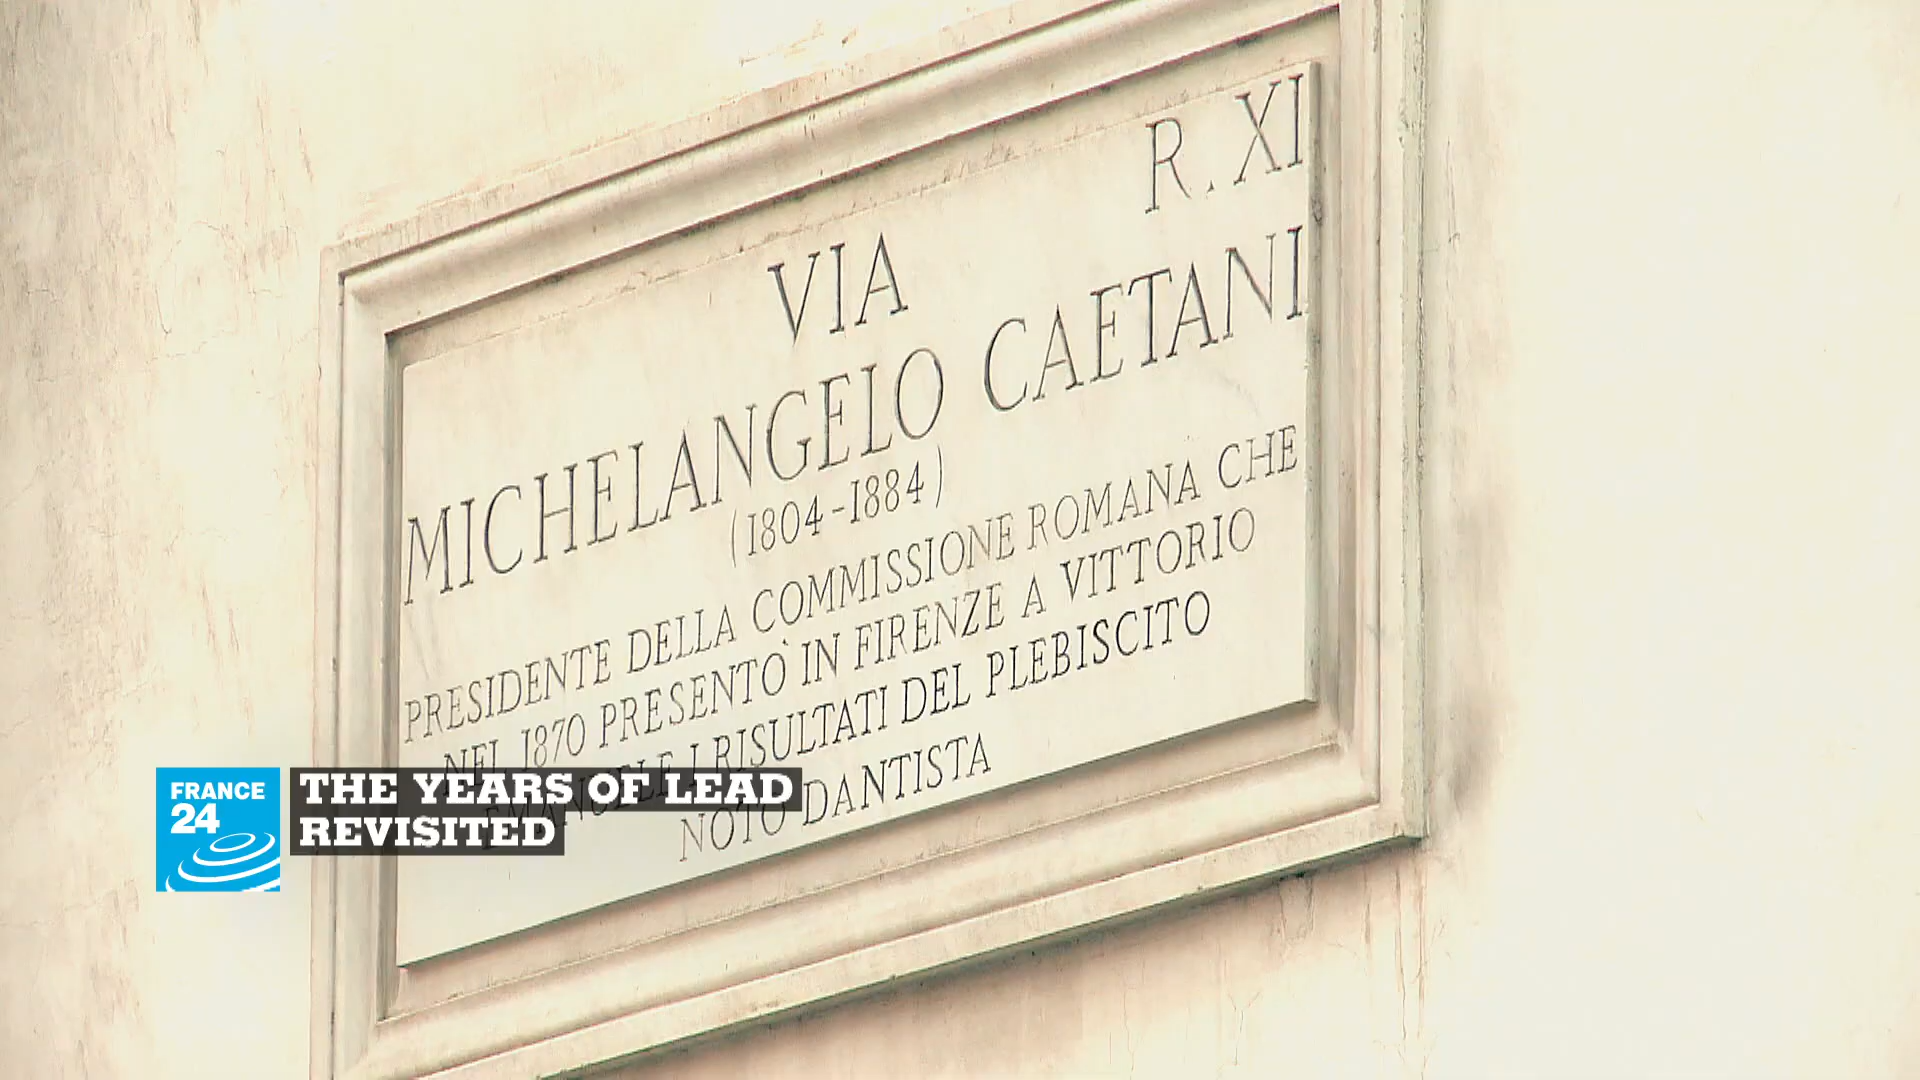 R. XI
VIA
MICHELANGELO CAETANI
(1804-1884)
PRESIDENTE DELLA COMMISSIONE ROMANA CHE
NEL 1870 PRESENTÒ IN FIRENZE A VITTORIO
EMANUELE I RISULTATI DEL PLEBISCITO
NOTO DANTISTA
FRANCE
24
THE YEARS OF LEAD
REVISITED